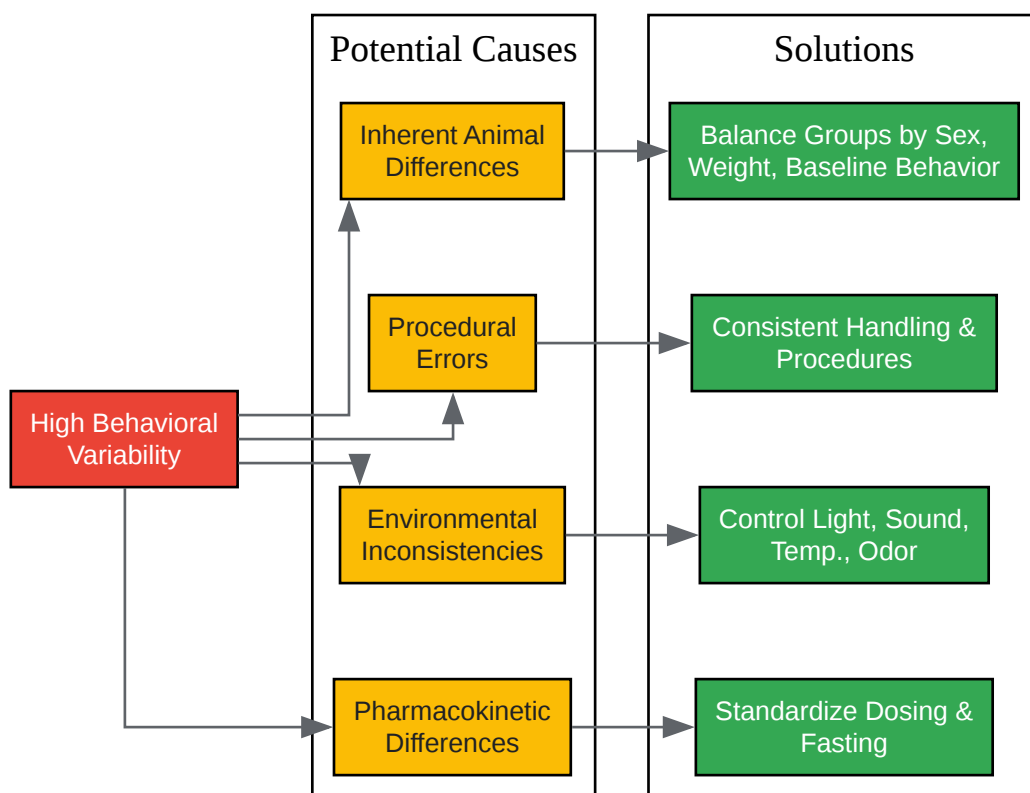 Potential Causes
Solutions
Inherent Animal
Differences
Balance Groups by Sex,
Weight, Baseline Behavior
Procedural
Errors
Consistent Handling &
Procedures
High Behavioral
Variability
Environmental
Inconsistencies
Control Light, Sound,
Temp., Odor
Pharmacokinetic
Differences
Standardize Dosing &
Fasting